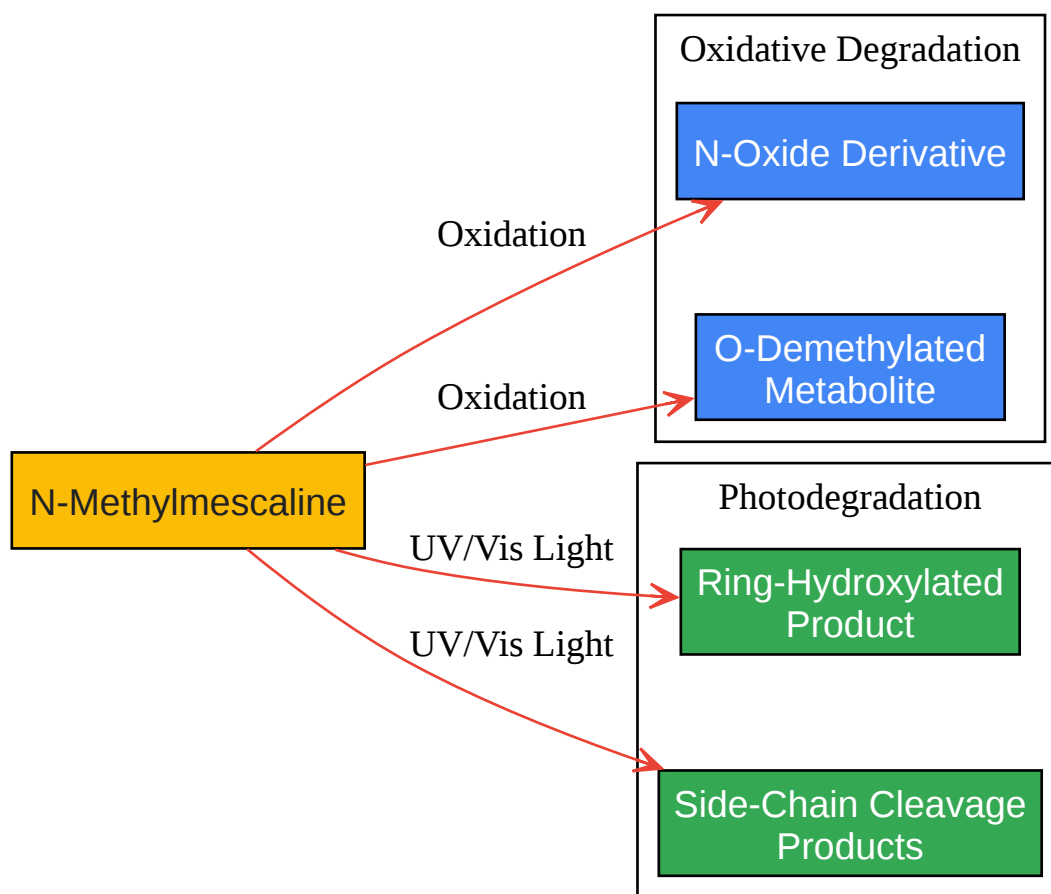 Oxidative Degradation
N-Oxide Derivative
Oxidation
O-Demethylated
Metabolite
Oxidation
N-Methylmescaline
Photodegradation
UV/Vis Light
Ring-Hydroxylated
Product
UV/Vis Light
Side-Chain Cleavage
Products